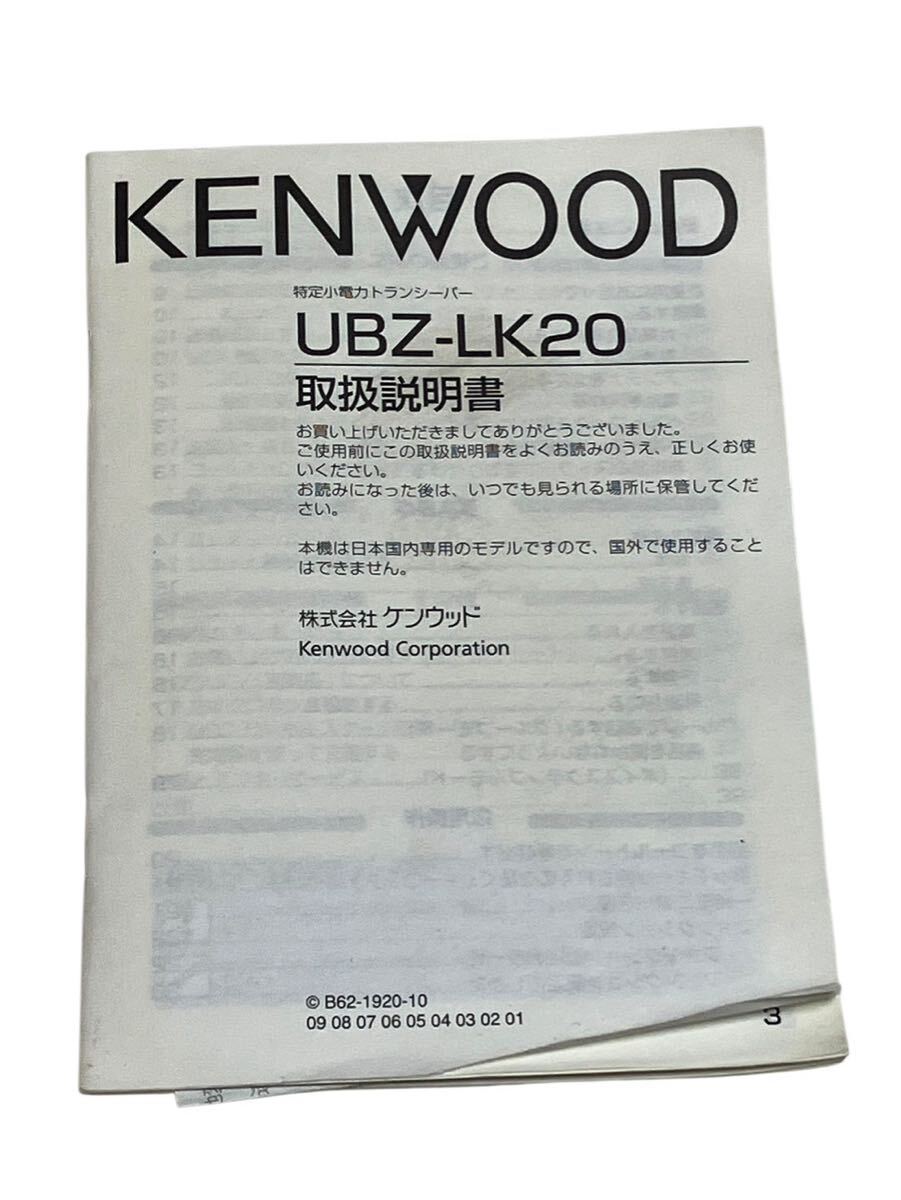 KENWOOD
特定小電力トランシーバー
UBZ-LK20
取扱説明書
お買い上げいただきましてありがとうございました。
ご使用前にこの取扱説明書をよくお読みのうえ、正しくお使
いください。
お読みになった後は、いつでも見られる場所に保管してくだ
さい。
本機は日本国内専用のモデルですので、国外で使用すること
はできません。
株式会社 ケンウッド
Kenwood Corporation
© B62-1920-10
09 08 07 06 05 04 03 02 01
3